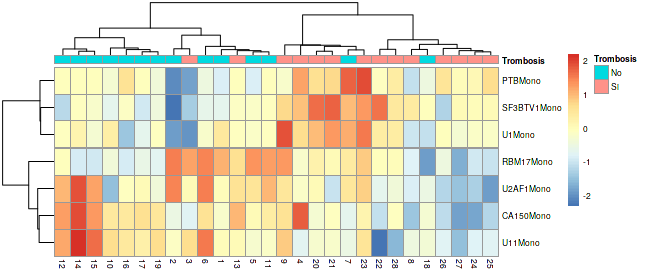 Trombosis
Trombosis
No
SI
2
1
0
-1
-2
PTBMono
SF3BTV1Mono
U1Mono
RBM17Mono
U2AF1Mono
CA150Mono
U11Mono
12 14 15 10 16 17 19 2 3 6 1 13 5 11 9 4 20 21 7 23 22 28 8 18 26 27 24 25